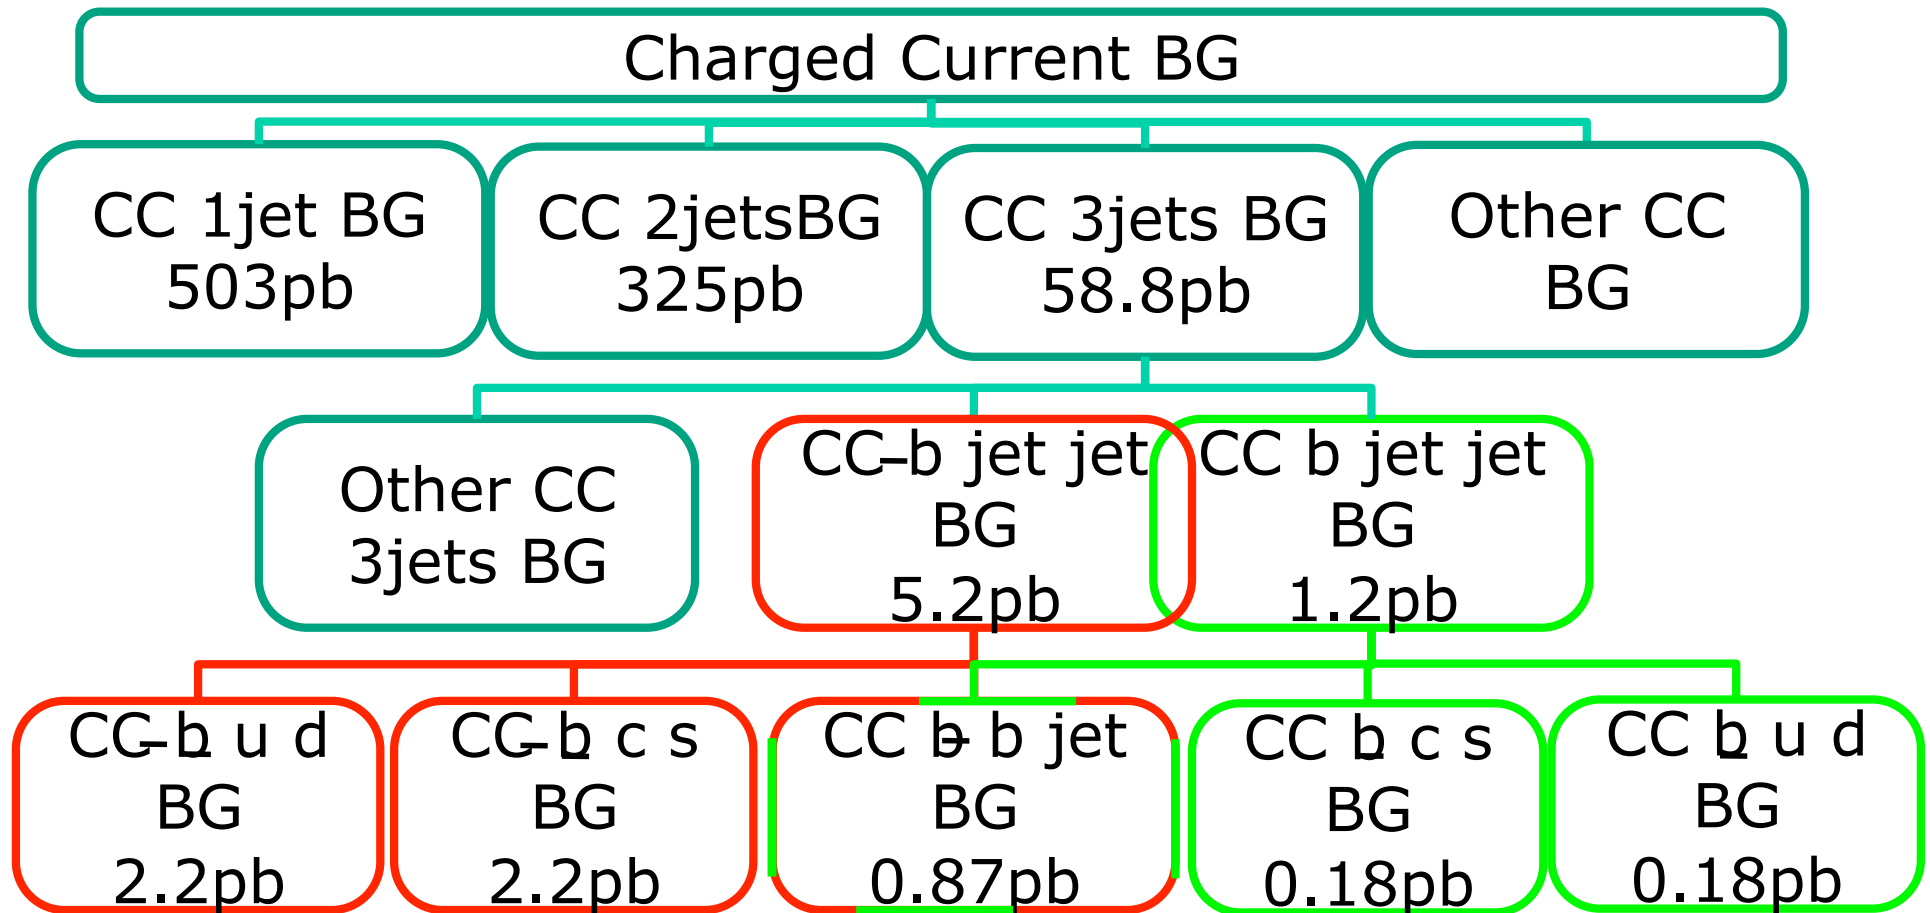 Charged Current BG
CC 1jet BG
503pb
CC 2jetsBG
325pb
CC 3jets BG
58.8pb
Other CC
BG
Other CC
3jets BG
CC b jet jet
BG
5.2pb
CC b jet jet
BG
1.2pb
CC b u d
BG
2.2pb
CC b c s
BG
2.2pb
CC b b jet
BG
0.87pb
CC b c s
BG
0.18pb
CC b u d
BG
0.18pb